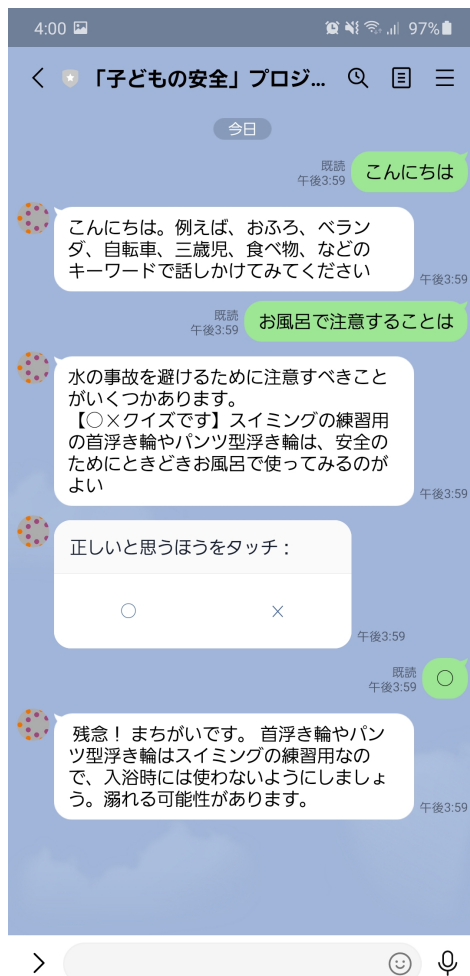 4:00
97%
「子どもの安全」プロジ...
今日
既読
午後3:59
こんにちは
こんにちは。例えば、おふろ、ベラン
ダ、自転車、三歳児、食べ物、などの
キーワードで話しかけてみてください
午後3:59
既読
午後3:59
お風呂で注意することは
水の事故を避けるために注意すべきこと
がいくつかあります。
【○×クイズです】スイミングの練習用
の首浮き輪やパンツ型浮き輪は、安全の
ためにときどきお風呂で使ってみるのが
よい
午後3:59
正しいと思うほうをタッチ：
○ ×
午後3:59
既読
午後3:59
○
残念！ まちがいです。 首浮き輪やパン
ツ型浮き輪はスイミングの練習用なの
で、入浴時には使わないようにしましょ
う。溺れる可能性があります。
午後3:59